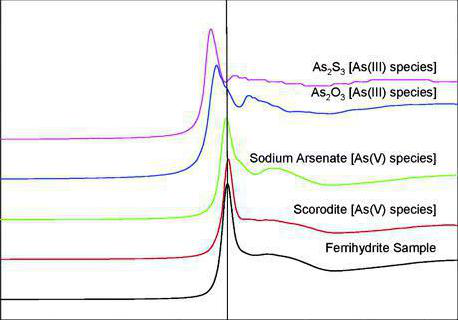 As₂S₃ [As(III) species]
As₂O₃ [As(III) species]
Sodium Arsenate [As(V) species]
Scorodite [As(V) species]
Ferrihydrite Sample